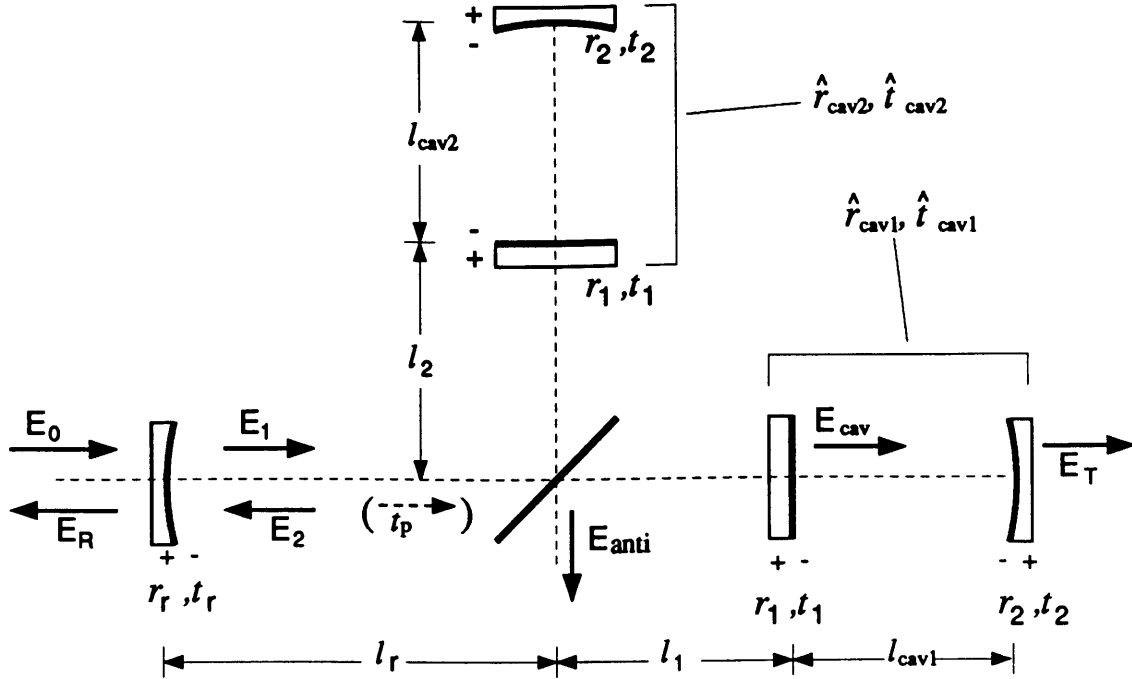 +
-
r₂ ,t₂
r̂cav2, t̂ cav2
lcav2
r̂cav1, t̂ cav1
-
+
r₁ ,t₁
l₂
E₀
E₁
Ecav
ET
ER
E₂
( tp )
Eanti
+ -
+ -
- +
rr ,tr
r₁ ,t₁
r₂ ,t₂
lr
l₁
lcav1